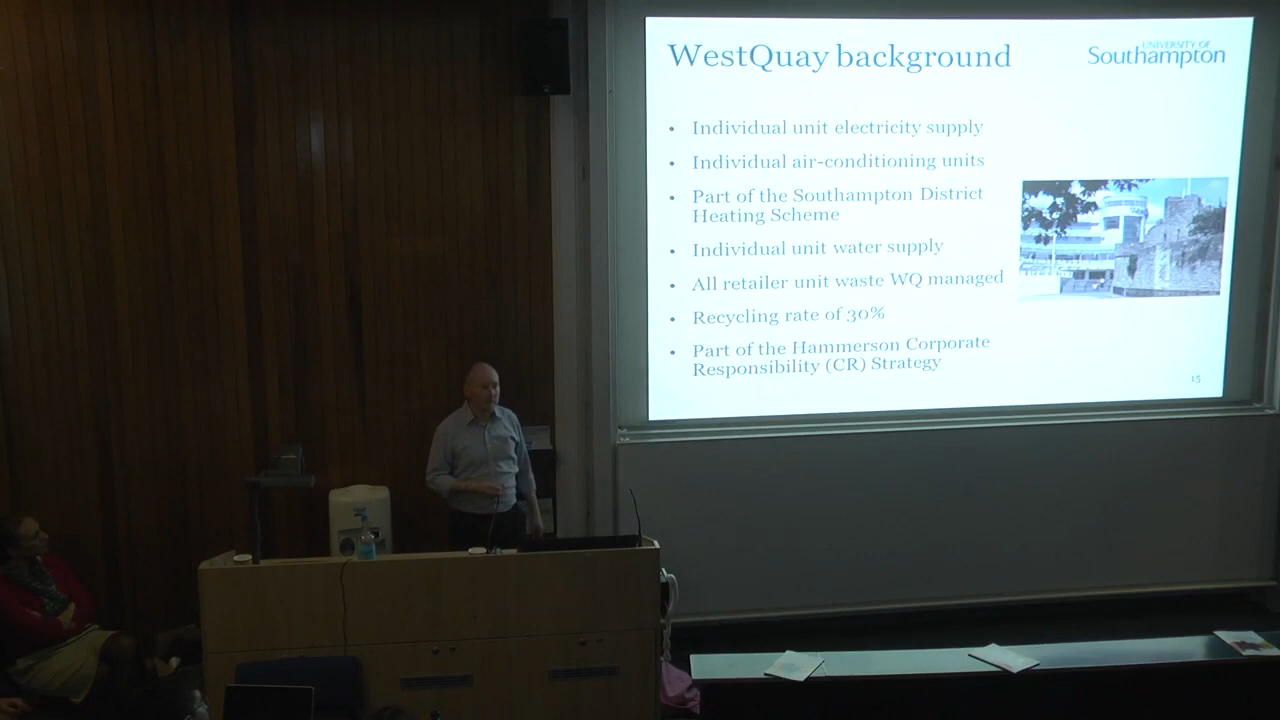 WestQuay background
UNIVERSITY OF
Southampton
• Individual unit electricity supply
• Individual air-conditioning units
• Part of the Southampton District
Heating Scheme
• Individual unit water supply
• All retailer unit waste WQ managed
• Recycling rate of 30%
• Part of the Hammerson Corporate
Responsibility (CR) Strategy
15